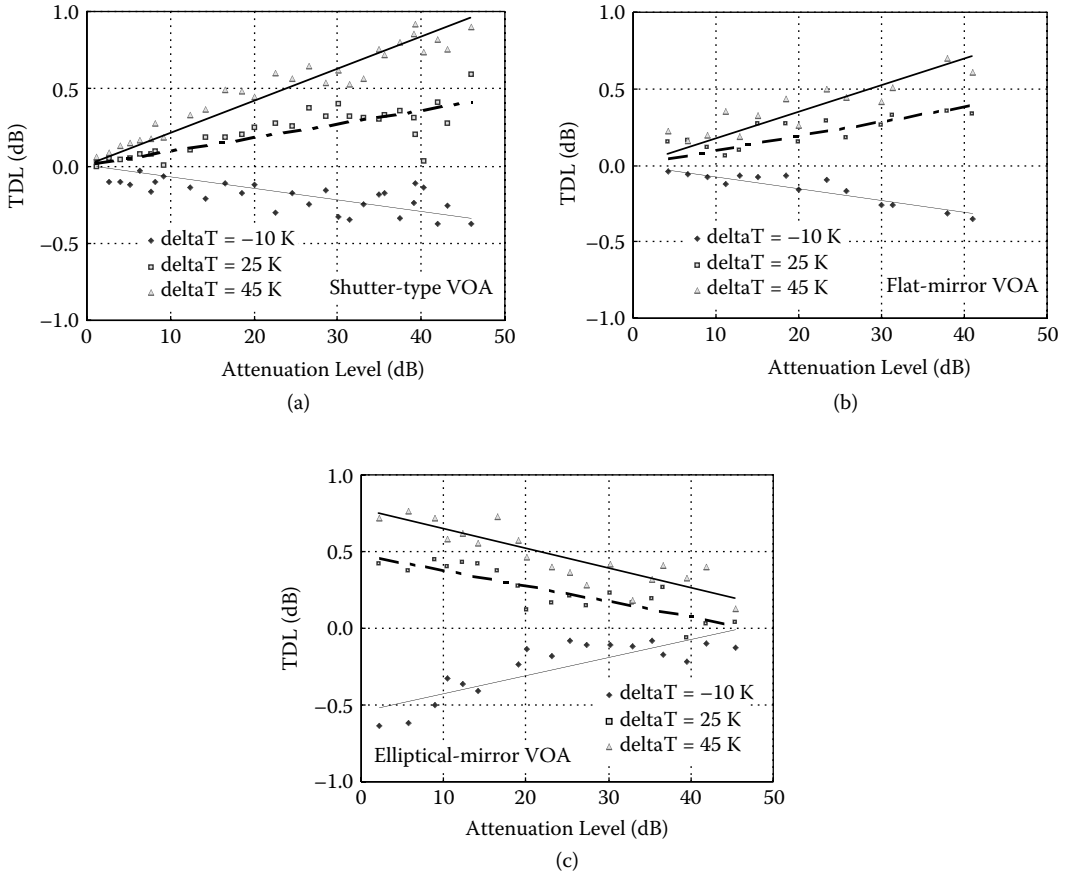 (a)
TDL (dB)
1.0
0.5
0.0
−0.5
−1.0
deltaT = −10 K
deltaT = 25 K
deltaT = 45 K
Shutter-type VOA
0 10 20 30 40 50
Attenuation Level (dB)
(b)
TDL (dB)
1.0
0.5
0.0
−0.5
−1.0
deltaT = −10 K
deltaT = 25 K
deltaT = 45 K
Flat-mirror VOA
0 10 20 30 40 50
Attenuation Level (dB)
(c)
TDL (dB)
1.0
0.5
0.0
−0.5
−1.0
deltaT = −10 K
deltaT = 25 K
deltaT = 45 K
Elliptical-mirror VOA
0 10 20 30 40 50
Attenuation Level (dB)